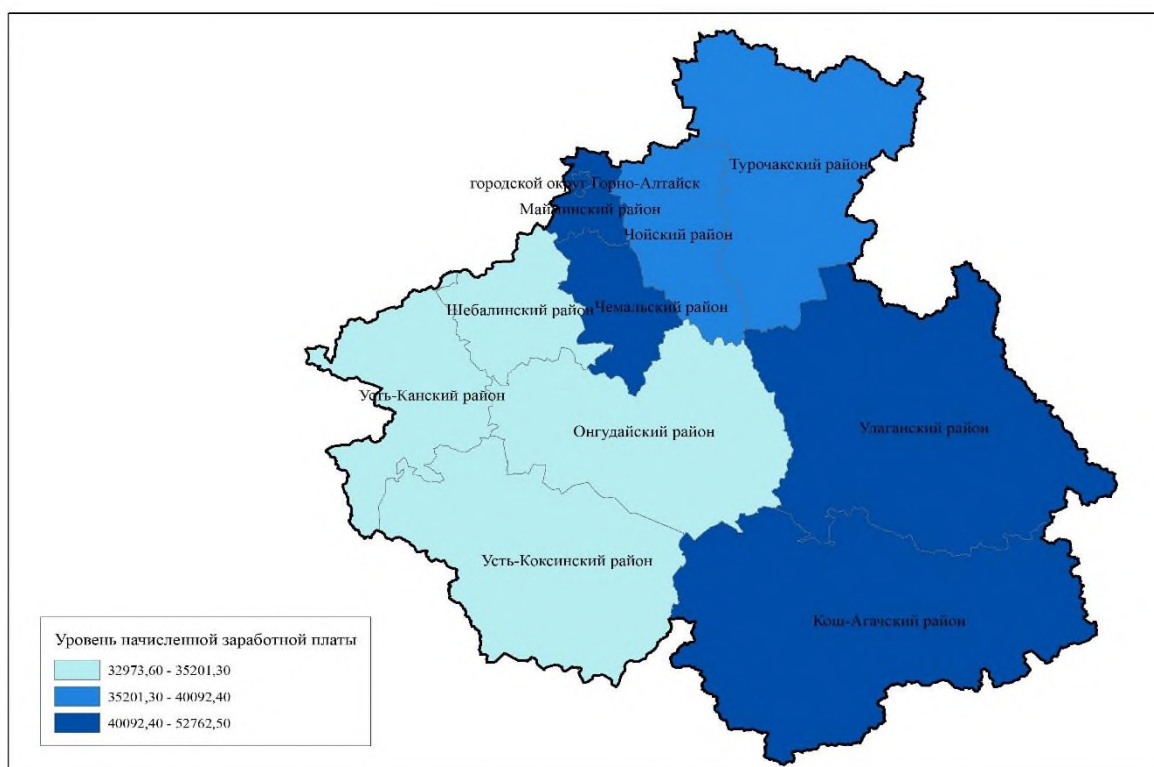 Турочакский район
городской округ Горно-Алтайск
Майминский район
Чойский район
Шебалинский район
Чемальский район
Усть-Канский район
Онгудайский район
Улаганский район
Усть-Коксинский район
Кош-Агачский район
Уровень начисленной заработной платы
32973,60 - 35201,30
35201,30 - 40092,40
40092,40 - 52762,50